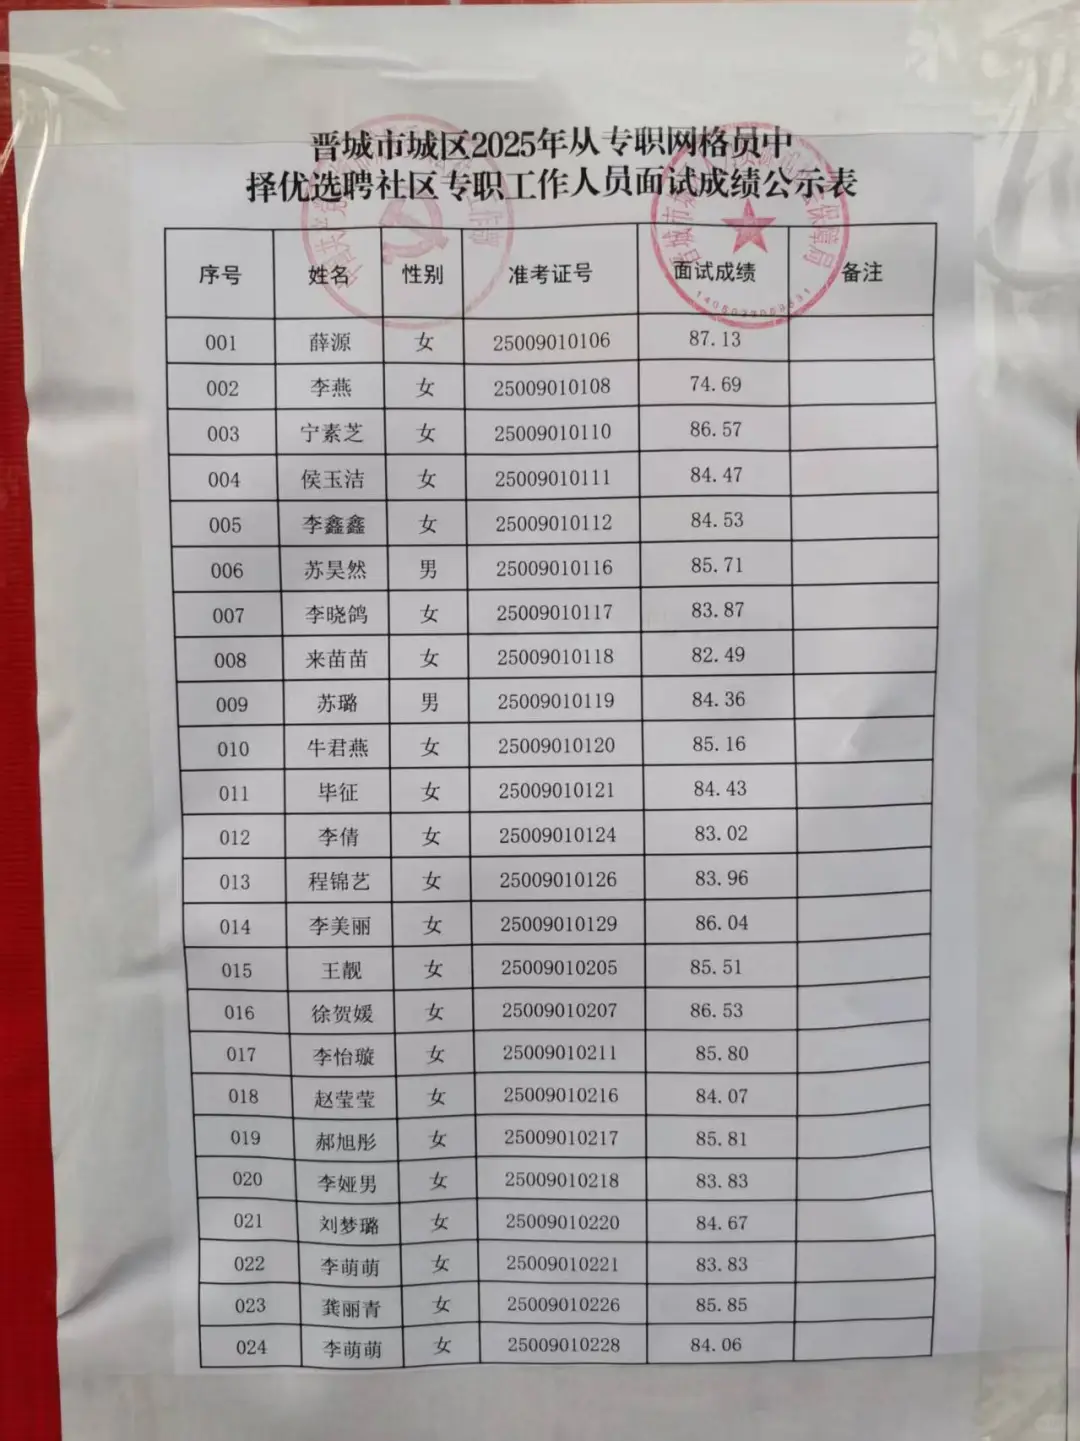 晋城市城区2025年从专职网格员中
择优选聘社区专职工作人员面试成绩公示表
序号 姓名 性别 准考证号 面试成绩 备注
001 薛源 女 25009010106 87.13
002 李燕 女 25009010108 74.69
003 宁素芝 女 25009010110 86.57
004 侯玉洁 女 25009010111 84.47
005 李鑫鑫 女 25009010112 84.53
006 苏昊然 男 25009010116 85.71
007 李晓鸽 女 25009010117 83.87
008 来苗苗 女 25009010118 82.49
009 苏璐 男 25009010119 84.36
010 牛君燕 女 25009010120 85.16
011 毕征 女 25009010121 84.43
012 李倩 女 25009010124 83.02
013 程锦艺 女 25009010126 83.96
014 李美丽 女 25009010129 86.04
015 王靓 女 25009010205 85.51
016 徐贺媛 女 25009010207 86.53
017 李怡璇 女 25009010211 85.80
018 赵莹莹 女 25009010216 84.07
019 郝旭彤 女 25009010217 85.81
020 李娅男 女 25009010218 83.83
021 刘梦璐 女 25009010220 84.67
022 李萌萌 女 25009010221 83.83
023 龚丽青 女 25009010226 85.85
024 李萌萌 女 25009010228 84.06